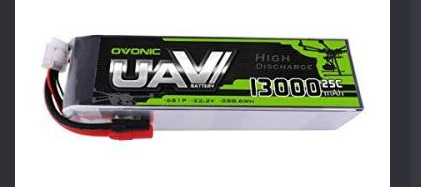 OVONIC
UAV
BATTERY
HIGH
DISCHARGE
13000 25C
mAh
-6S1P -22.2V -288.6WH